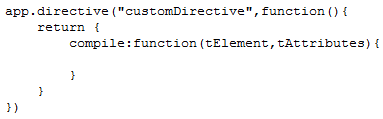 app.directive("customDirective",function(){
    return {
        compile:function(tElement,tAttributes){
        }
    }
})